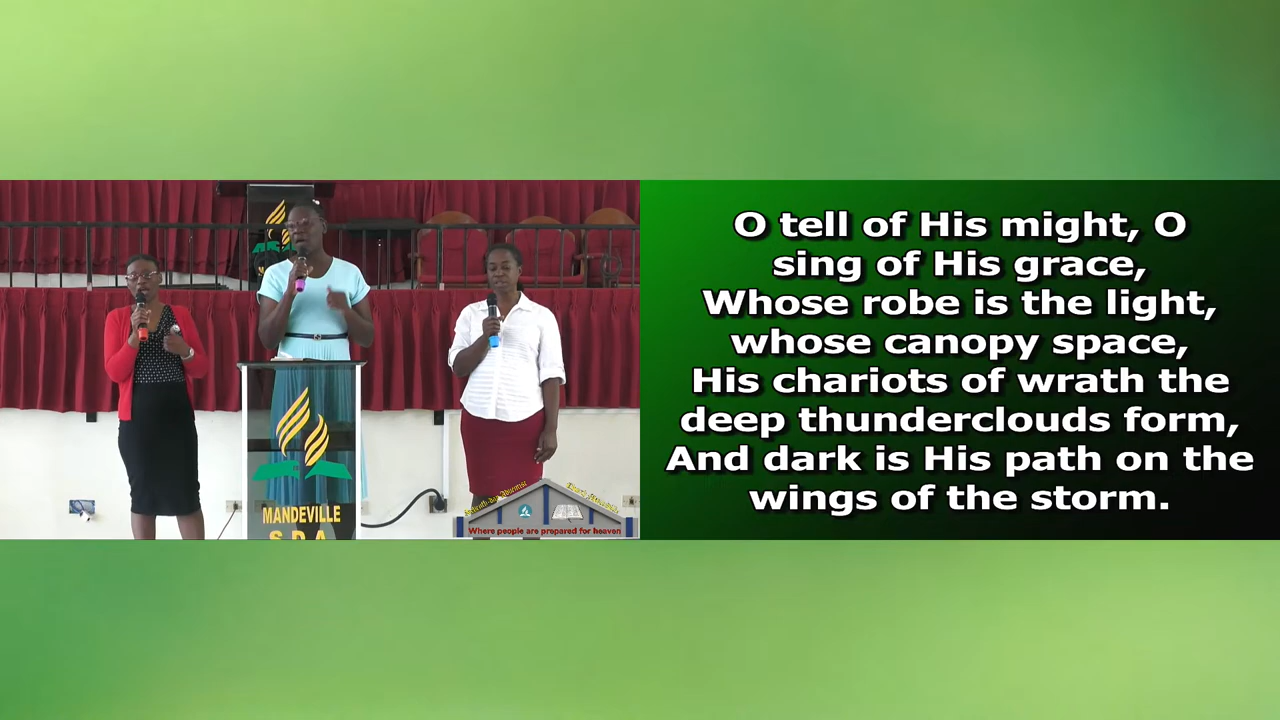 MANDEVILLE
S.D.A.
Where people are prepared for heaven
O tell of His might, O
sing of His grace,
Whose robe is the light,
whose canopy space,
His chariots of wrath the
deep thunderclouds form,
And dark is His path on the
wings of the storm.